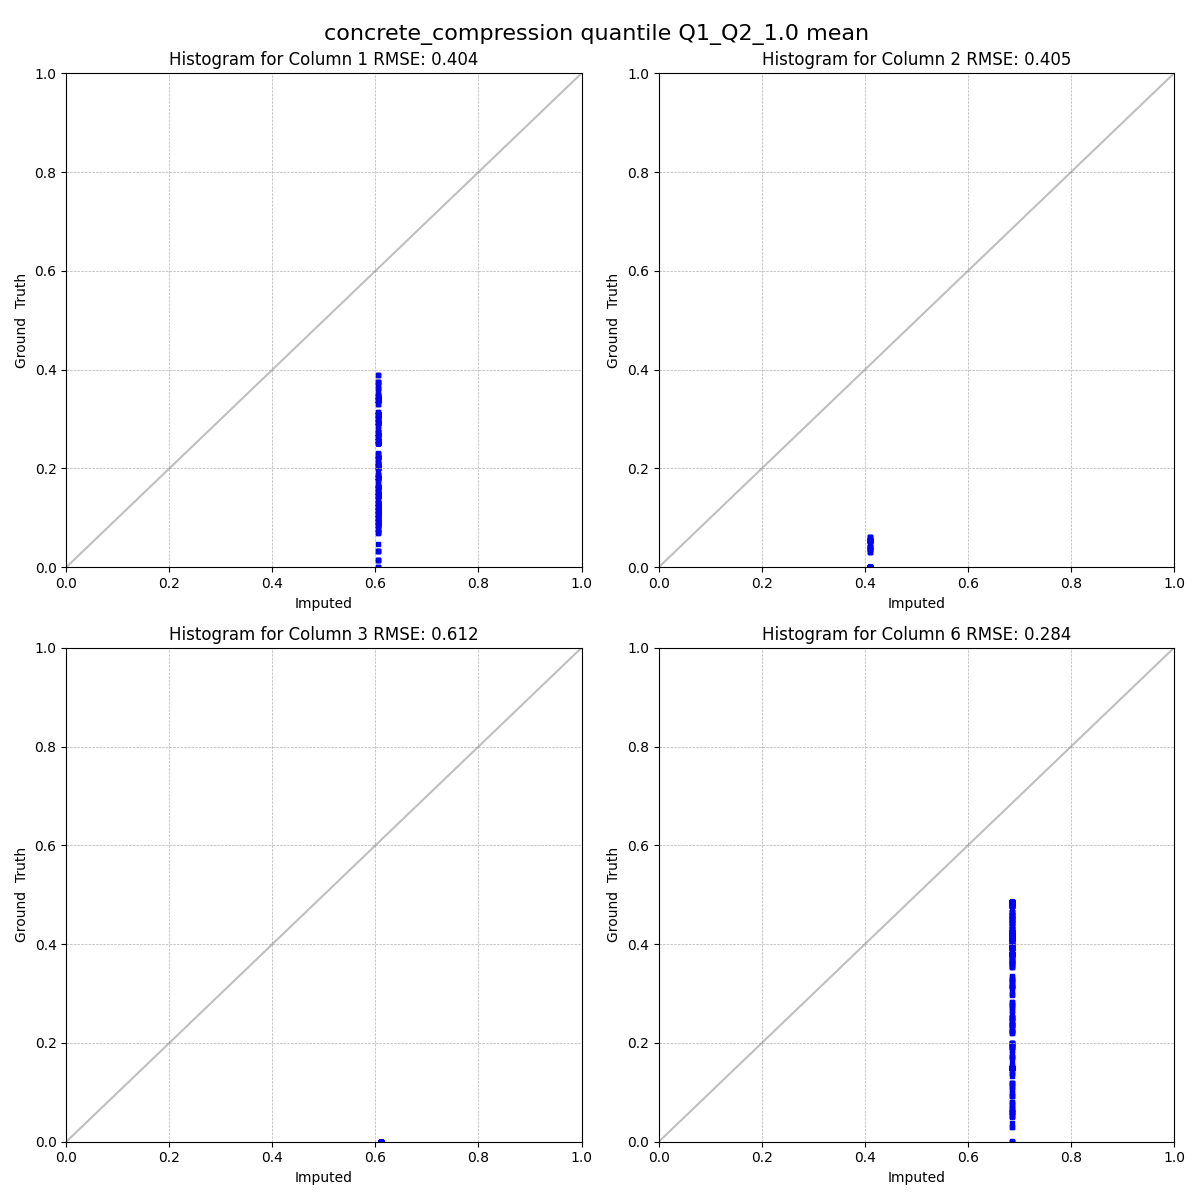 concrete_compression quantile Q1_Q2_1.0 mean
Histogram for Column 1 RMSE: 0.404
1.0
0.8
0.6
0.4
0.2
0.0
Ground Truth
0.0 0.2 0.4 0.6 0.8 1.0
Imputed
Histogram for Column 2 RMSE: 0.405
1.0
0.8
0.6
0.4
0.2
0.0
Ground Truth
0.0 0.2 0.4 0.6 0.8 1.0
Imputed
Histogram for Column 3 RMSE: 0.612
1.0
0.8
0.6
0.4
0.2
0.0
Ground Truth
0.0 0.2 0.4 0.6 0.8 1.0
Imputed
Histogram for Column 6 RMSE: 0.284
1.0
0.8
0.6
0.4
0.2
0.0
Ground Truth
0.0 0.2 0.4 0.6 0.8 1.0
Imputed